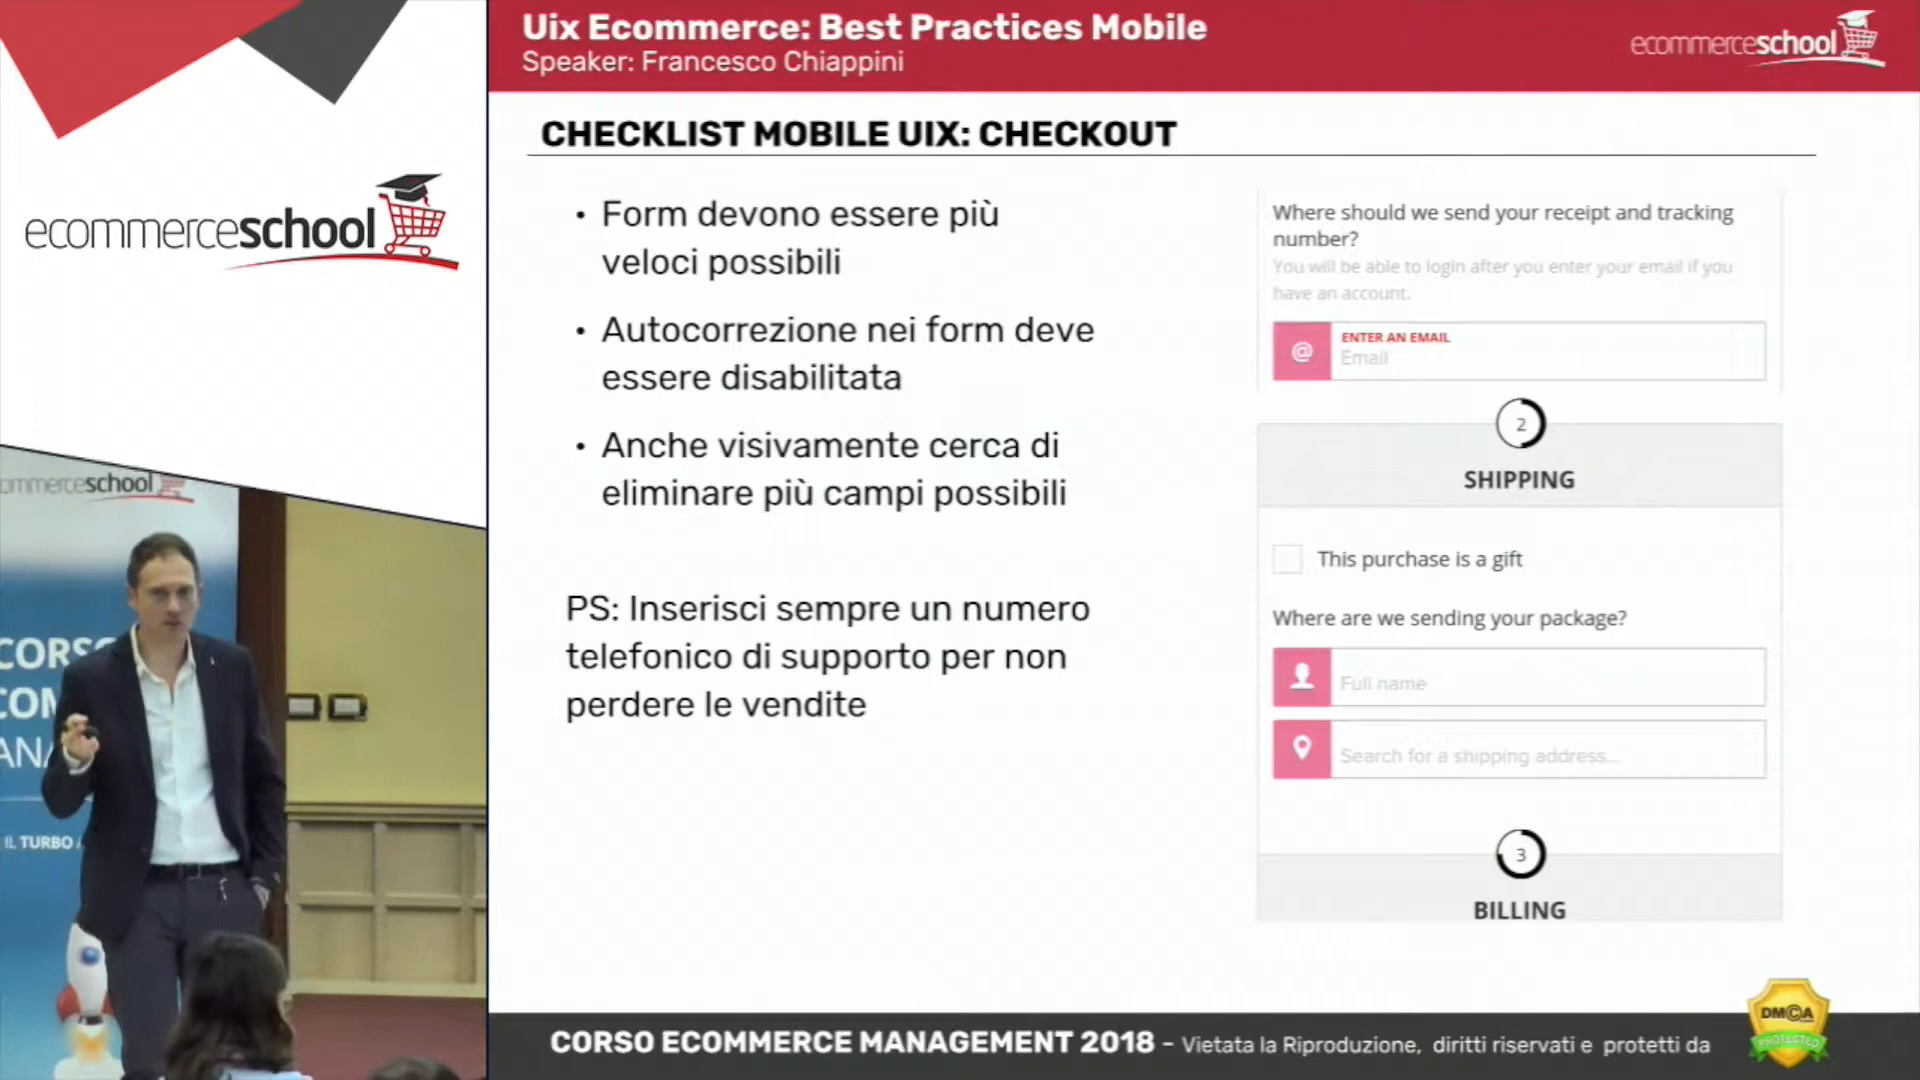 Uix Ecommerce: Best Practices Mobile
Speaker: Francesco Chiappini
ecommerceschool
ecommerceschool
CHECKLIST MOBILE UIX: CHECKOUT
• Form devono essere più
veloci possibili
• Autocorrezione nei form deve
essere disabilitata
• Anche visivamente cerca di
eliminare più campi possibili
PS: Inserisci sempre un numero
telefonico di supporto per non
perdere le vendite
Where should we send your receipt and tracking
number?
You will be able to login after you enter your email if you
have an account.
@
ENTER AN EMAIL
Email
2
SHIPPING
This purchase is a gift
Where are we sending your package?
Full name
Search for a shipping address...
3
BILLING
ommerceschool
CORS
COM
ANA
IL TURBO
CORSO ECOMMERCE MANAGEMENT 2018 - Vietata la Riproduzione, diritti riservati e protetti da
DMCA
PROTECTED